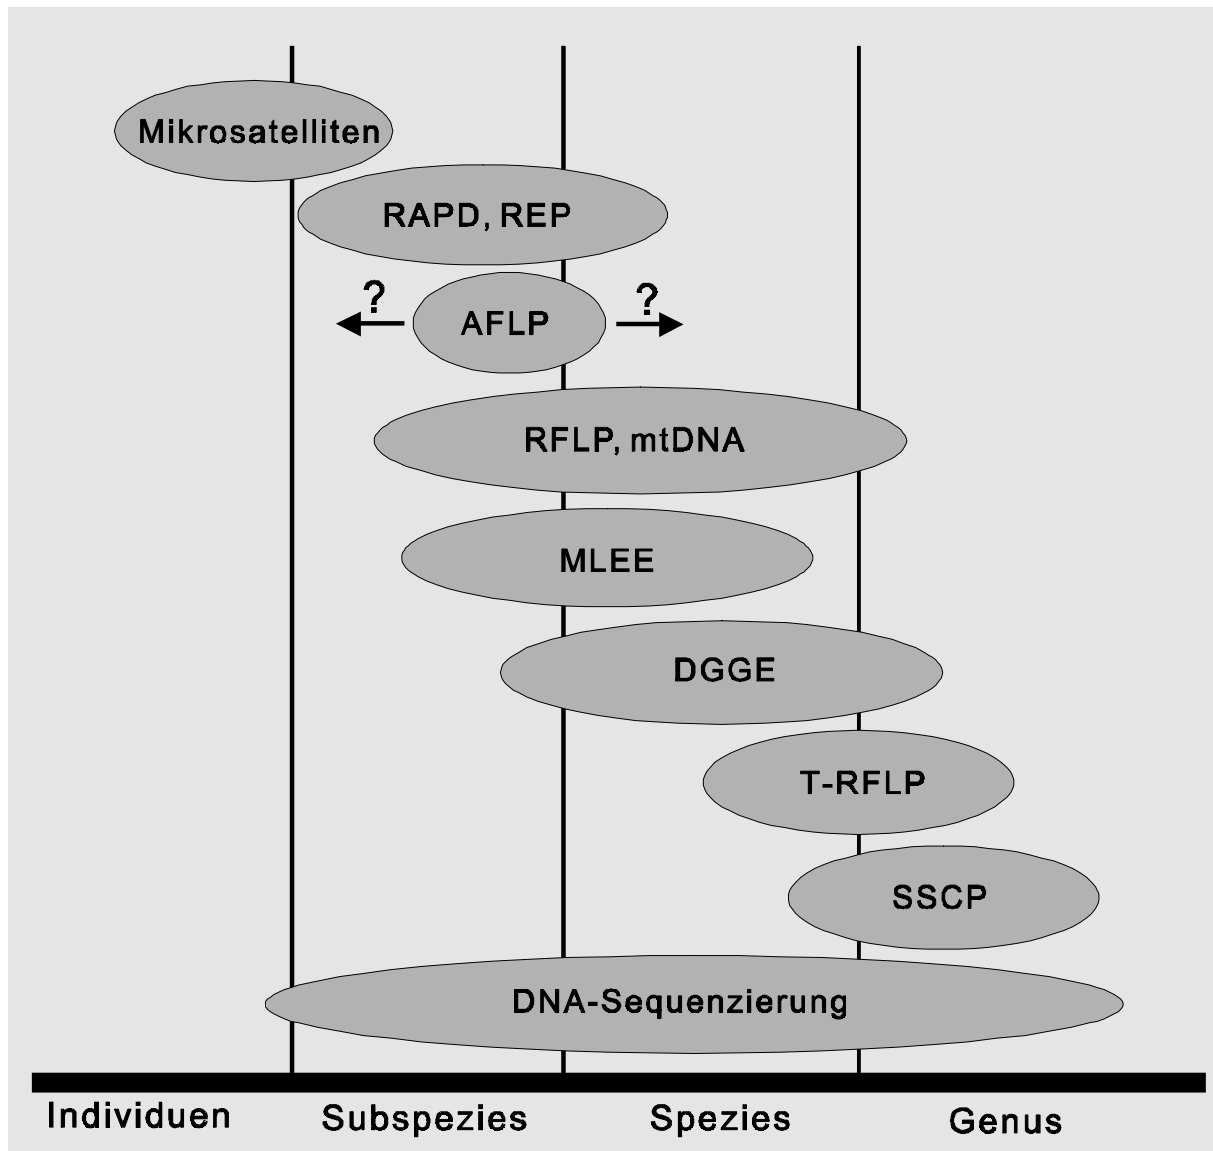 Mikrosatelliten
RAPD, REP
? ?
AFLP
RFLP, mtDNA
MLEE
DGGE
T-RFLP
SSCP
DNA-Sequenzierung
Individuen Subspezies Spezies Genus